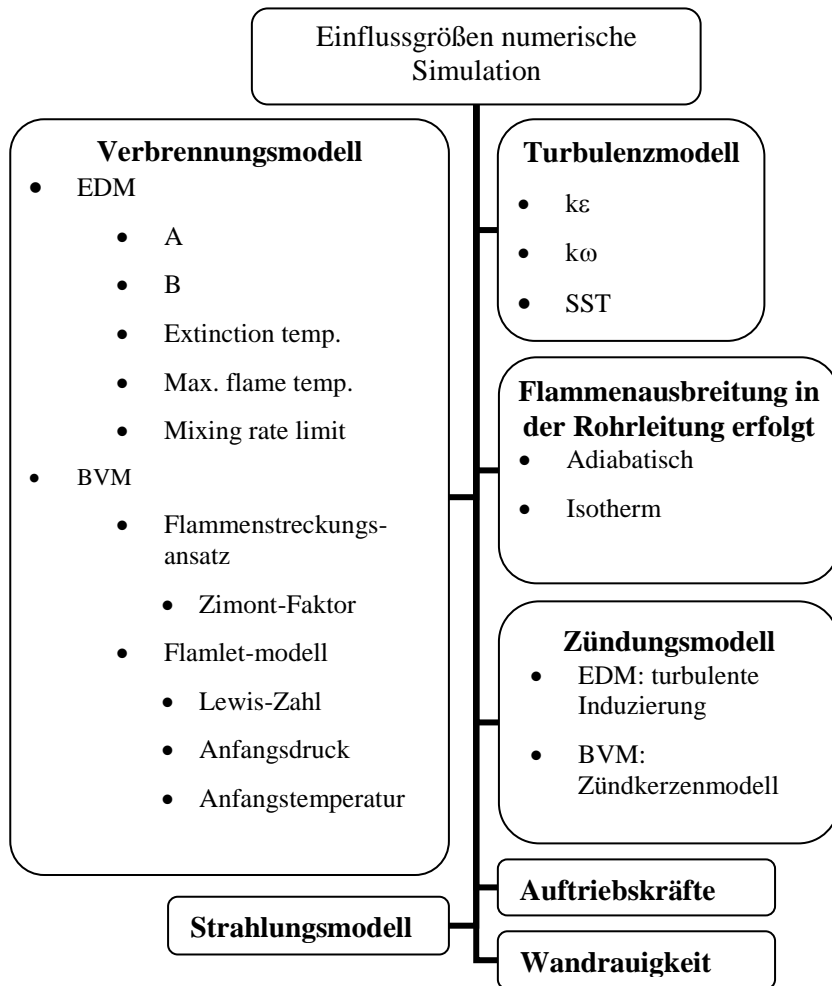 Einflussgrößen numerische
Simulation
Verbrennungsmodell
• EDM
• A
• B
• Extinction temp.
• Max. flame temp.
• Mixing rate limit
• BVM
• Flammenstreckungs-
ansatz
• Zimont-Faktor
• Flamlet-modell
• Lewis-Zahl
• Anfangsdruck
• Anfangstemperatur
Turbulenzmodell
• kε
• kω
• SST
Flammenausbreitung in
der Rohrleitung erfolgt
• Adiabatisch
• Isotherm
Zündungsmodell
• EDM: turbulente
Induzierung
• BVM:
Zündkerzenmodell
Auftriebskräfte
Strahlungsmodell
Wandrauigkeit